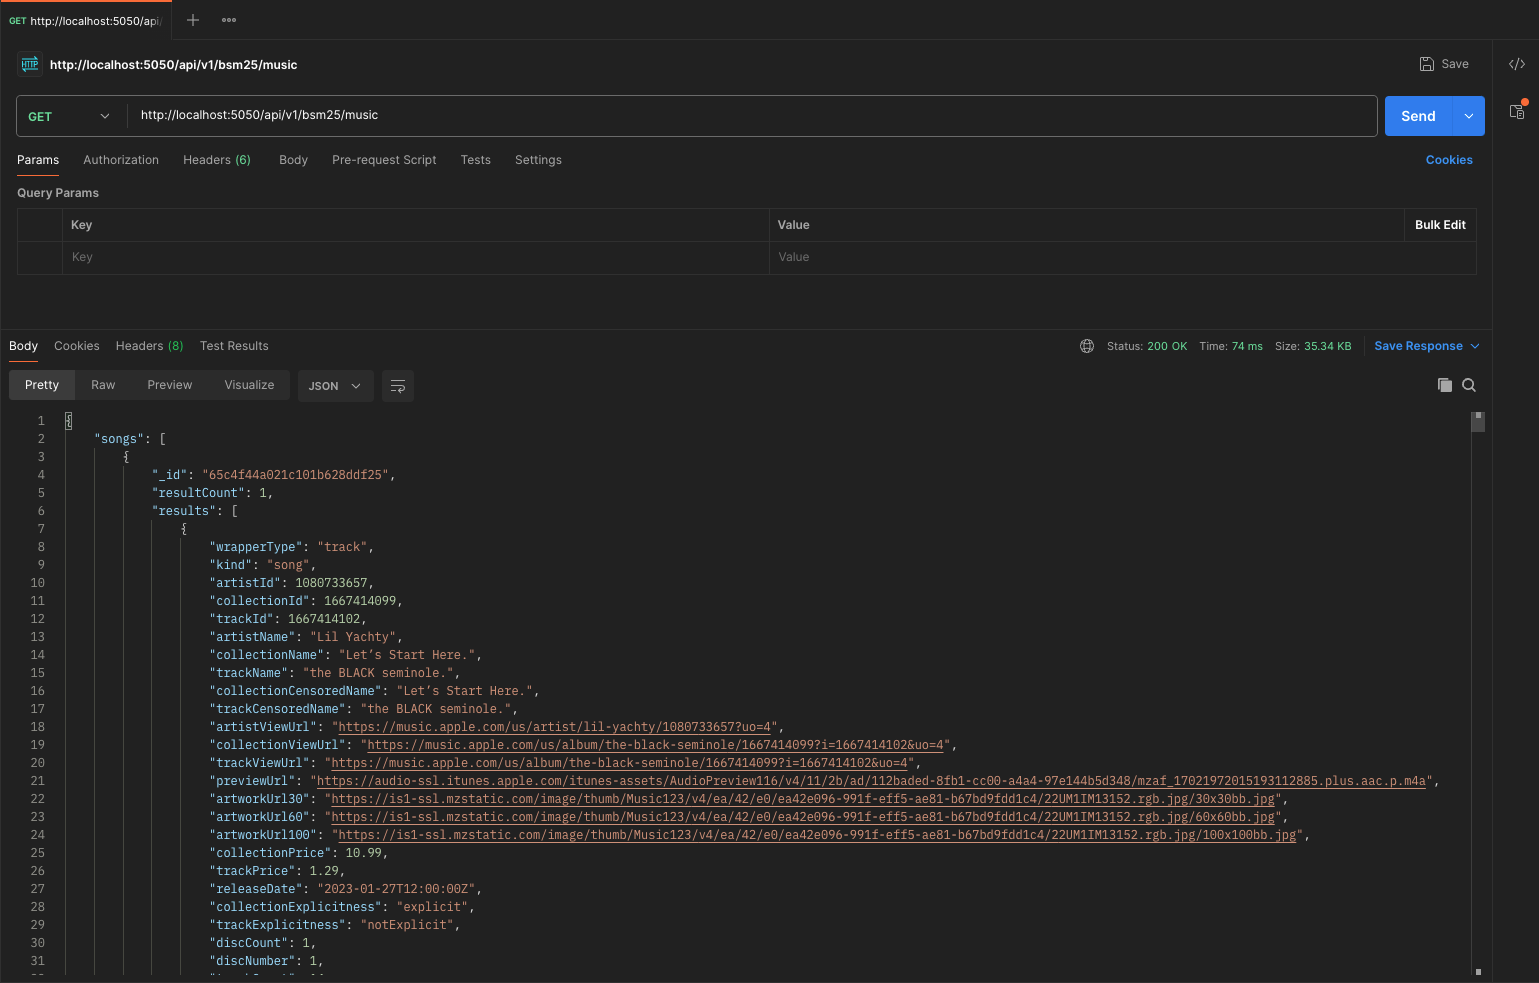 GET http://localhost:5050/api/
HTTP http://localhost:5050/api/v1/bsm25/music Save
GET http://localhost:5050/api/v1/bsm25/music Send
Params Authorization Headers (6) Body Pre-request Script Tests Settings Cookies
Query Params
Key Value Bulk Edit
Key Value
Body Cookies Headers (8) Test Results Status: 200 OK Time: 74 ms Size: 35.34 KB Save Response
Pretty Raw Preview Visualize JSON
1 {
2 "songs": [
3 {
4 "_id": "65c4f44a021c101b628ddf25",
5 "resultCount": 1,
6 "results": [
7 {
8 "wrapperType": "track",
9 "kind": "song",
10 "artistId": 1080733657,
11 "collectionId": 1667414099,
12 "trackId": 1667414102,
13 "artistName": "Lil Yachty",
14 "collectionName": "Let’s Start Here.",
15 "trackName": "the BLACK seminole.",
16 "collectionCensoredName": "Let’s Start Here.",
17 "trackCensoredName": "the BLACK seminole.",
18 "artistViewUrl": "https://music.apple.com/us/artist/lil-yachty/1080733657?uo=4",
19 "collectionViewUrl": "https://music.apple.com/us/album/the-black-seminole/1667414099?i=1667414102&uo=4",
20 "trackViewUrl": "https://music.apple.com/us/album/the-black-seminole/1667414099?i=1667414102&uo=4",
21 "previewUrl": "https://audio-ssl.itunes.apple.com/itunes-assets/AudioPreview116/v4/11/2b/ad/112baded-8fb1-cc00-a4a4-97e144b5d348/mzaf_17021972015193112885.plus.aac.p.m4a",
22 "artworkUrl30": "https://is1-ssl.mzstatic.com/image/thumb/Music123/v4/ea/42/e0/ea42e096-991f-eff5-ae81-b67bd9fdd1c4/22UM1IM13152.rgb.jpg/30x30bb.jpg",
23 "artworkUrl60": "https://is1-ssl.mzstatic.com/image/thumb/Music123/v4/ea/42/e0/ea42e096-991f-eff5-ae81-b67bd9fdd1c4/22UM1IM13152.rgb.jpg/60x60bb.jpg",
24 "artworkUrl100": "https://is1-ssl.mzstatic.com/image/thumb/Music123/v4/ea/42/e0/ea42e096-991f-eff5-ae81-b67bd9fdd1c4/22UM1IM13152.rgb.jpg/100x100bb.jpg",
25 "collectionPrice": 10.99,
26 "trackPrice": 1.29,
27 "releaseDate": "2023-01-27T12:00:00Z",
28 "collectionExplicitness": "explicit",
29 "trackExplicitness": "notExplicit",
30 "discCount": 1,
31 "discNumber": 1,